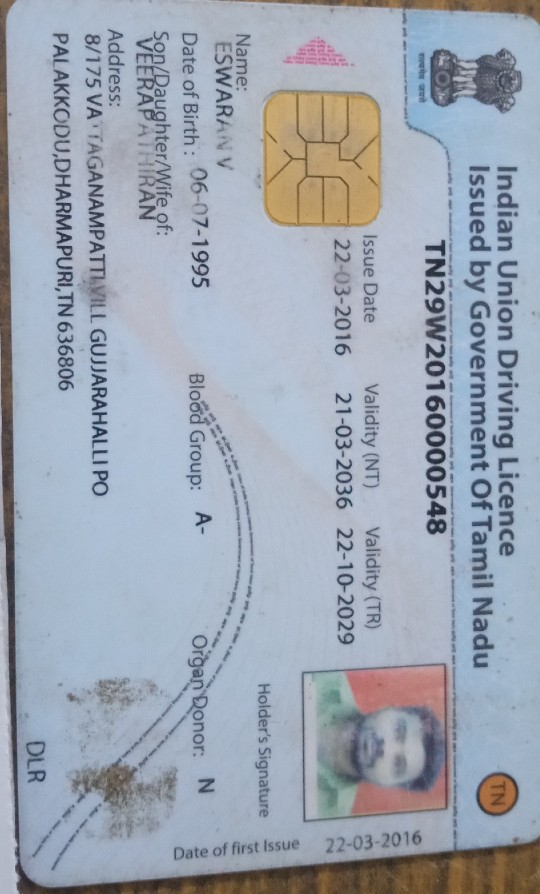 Indian Union Driving Licence
Issued by Government Of Tamil Nadu
TN
TN29W20160000548
Issue Date Validity (NT) Validity (TR)
22-03-2016 21-03-2036 22-10-2029
Date of first Issue 22-03-2016
Holder's Signature
Name:
ESWARAN V
Date of Birth : 06-07-1995 Blood Group: A- Organ Donor: N
Son/Daughter/Wife of:
Address:
8/175 VILL GUJJARAHALLI PO
PALAKKODU,DHARMAPURI,TN 636806
DLR